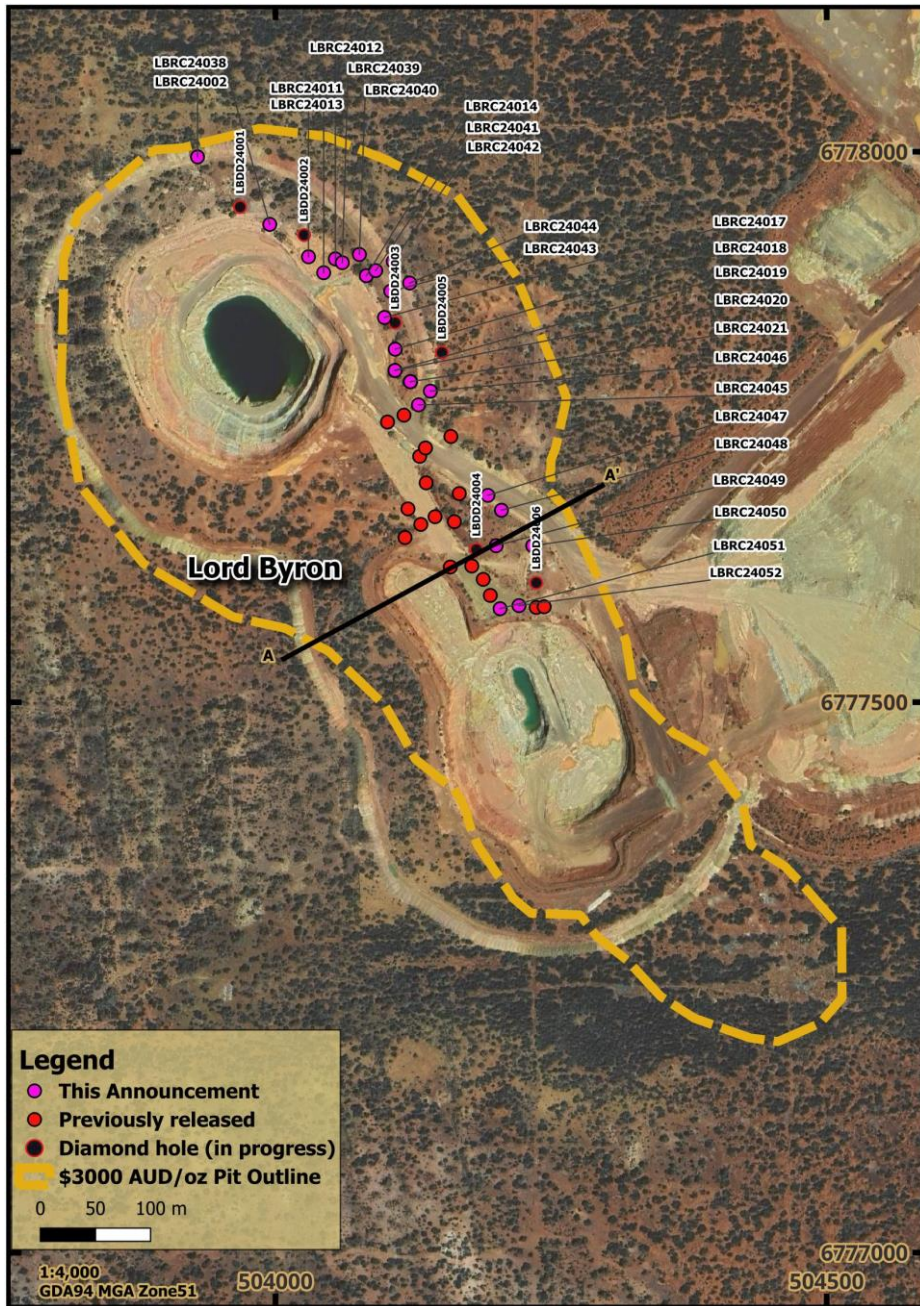 LBRC24012
LBRC24038
LBRC24039
LBRC24002
LBRC24011
LBRC24040
LBRC24013
LBRC24014
LBRC24041
LBRC24042
LBDD24001
LBDD24002
6778000
LBRC24044
LBRC24043
LBRC24017
LBRC24018
LBRC24019
LBRC24020
LBRC24021
LBRC24046
LBRC24045
LBRC24047
LBRC24048
LBRC24049
LBRC24050
LBRC24051
LBRC24052
LBDD24003
LBDD24005
A'
LBDD24004
LBDD24006
Lord Byron
A
6777500
Legend
This Announcement
Previously released
Diamond hole (in progress)
$3000 AUD/oz Pit Outline
0 50 100 m
1:4,000
GDA94 MGA Zone51
504000
504500
6777000